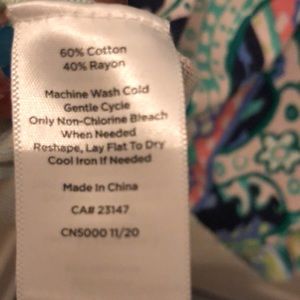 60% Cotton
40% Rayon
Machine Wash Cold
Gentle Cycle
Only Non-Chlorine Bleach
When Needed
Reshape, Lay Flat To Dry
Cool Iron If Needed
Made In China
CA# 23147
CN5000 11/20